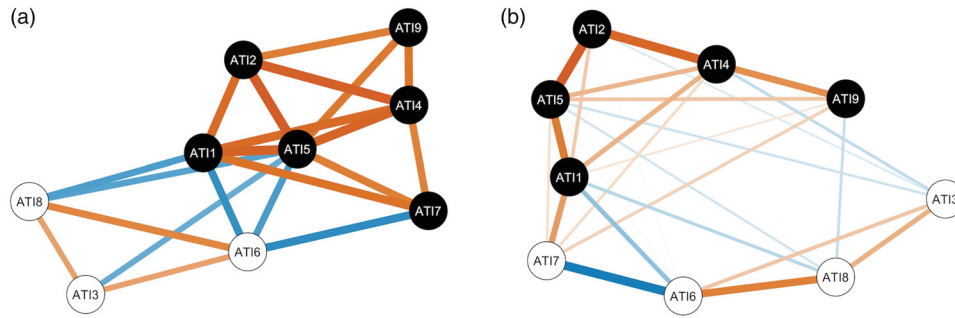 (a)
ATI9
ATI2
ATI4
ATI5
ATI1
ATI8
ATI7
ATI6
ATI3
(b)
ATI2
ATI4
ATI5
ATI9
ATI1
ATI3
ATI7
ATI8
ATI6